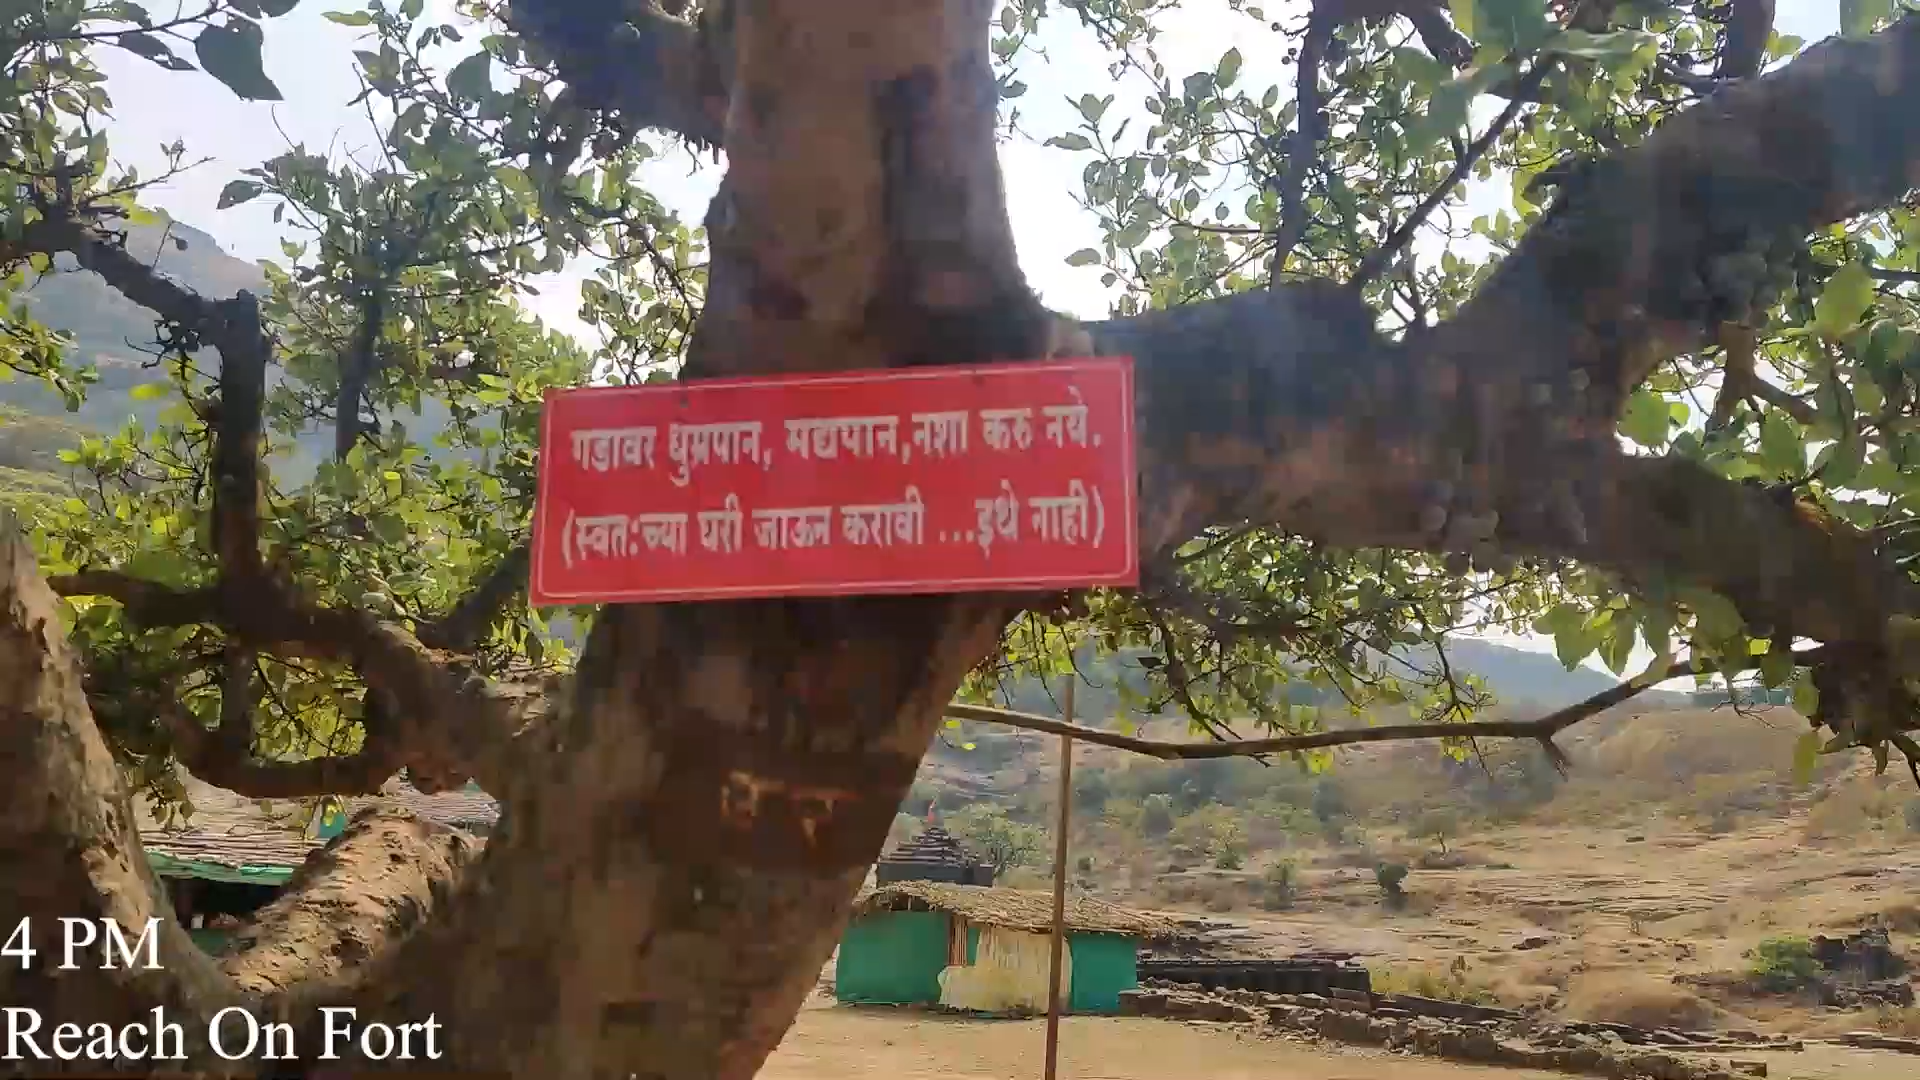 गडावर धुम्रपान, मद्यपान,नशा करु नये.
(स्वत:च्या घरी जाऊन करावी ...इथे नाही)
4 PM
Reach On Fort